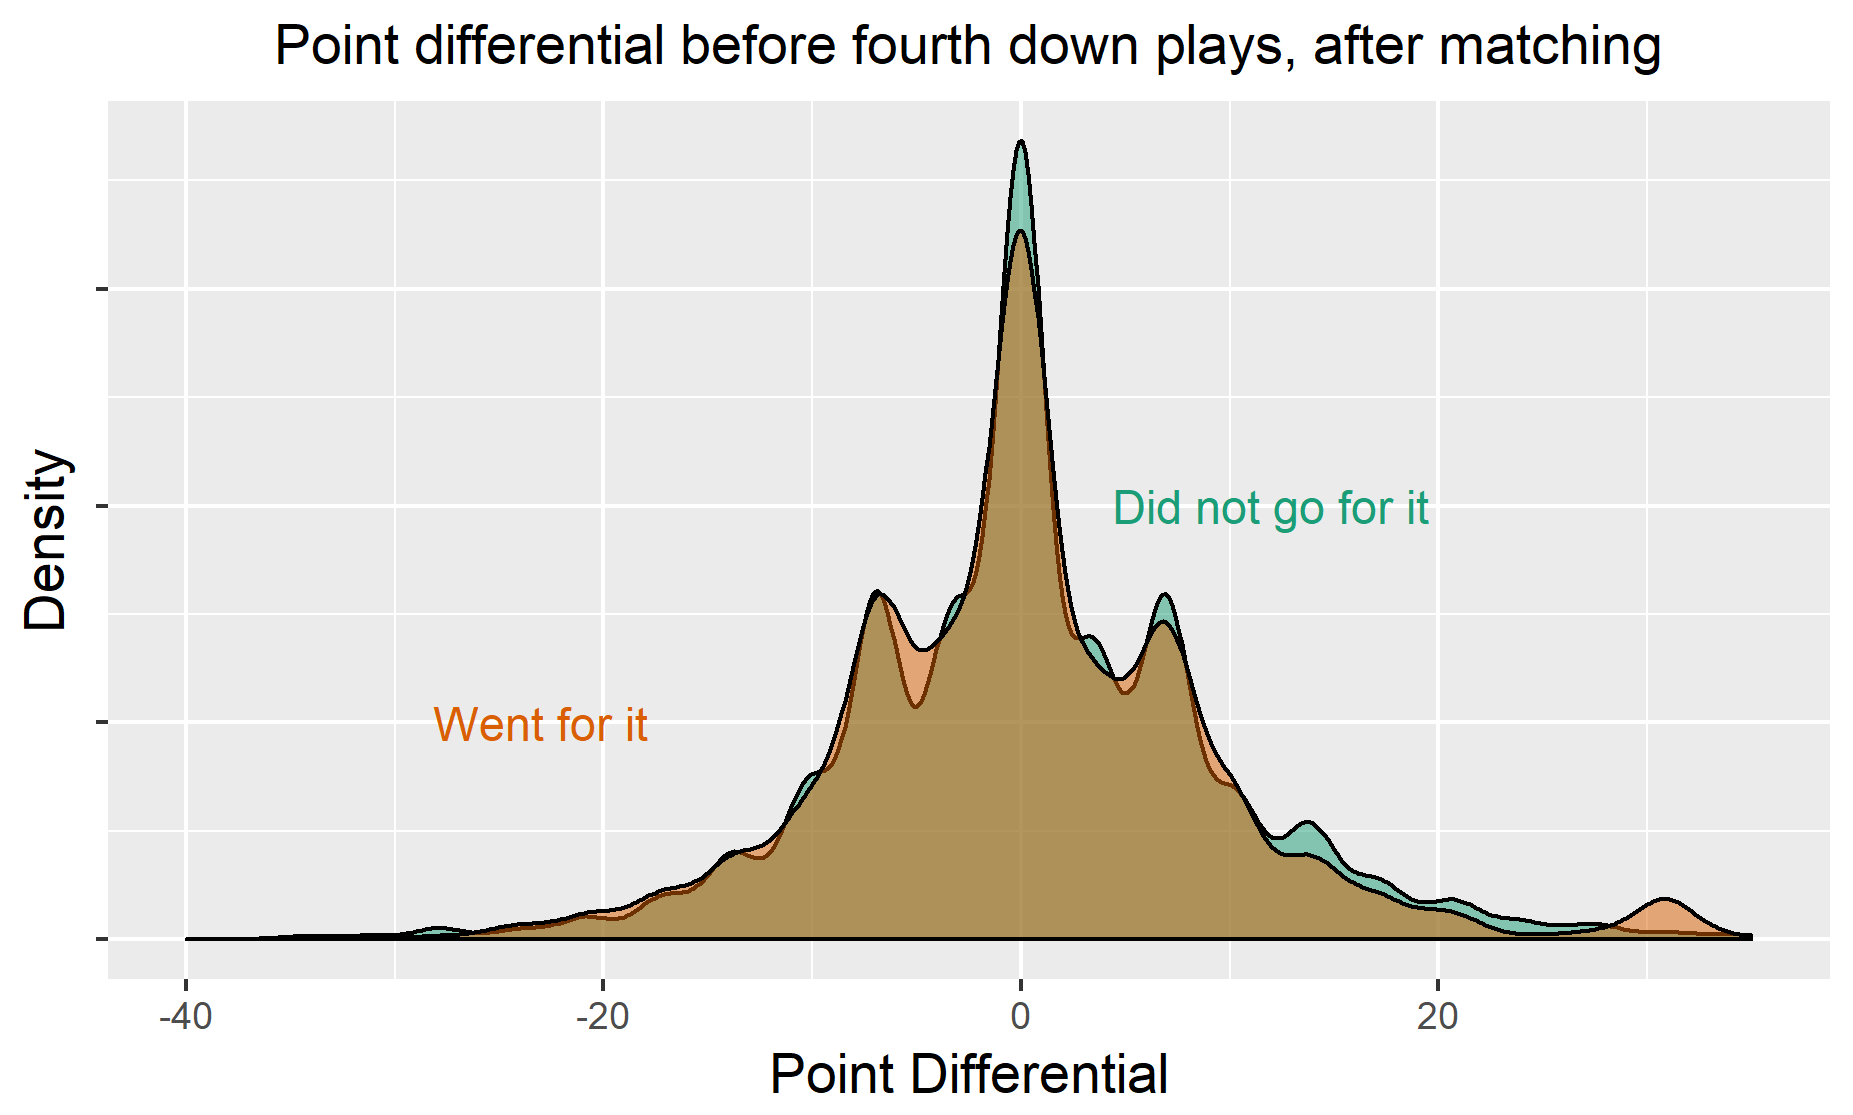 Point differential before fourth down plays, after matching
Density
Did not go for it
Went for it
-40
-20
0
20
Point Differential